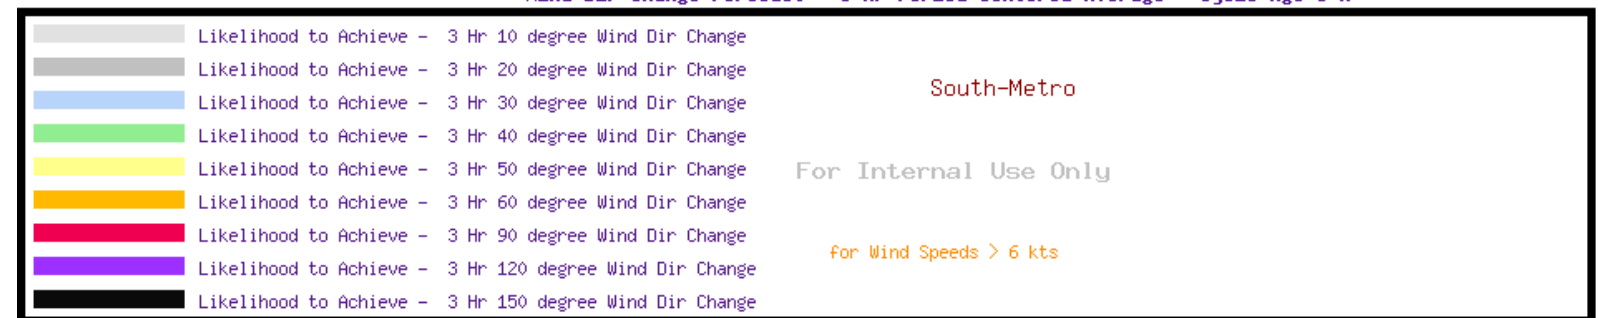 Likelihood to Achieve - 3 Hr 10 degree Wind Dir Change
Likelihood to Achieve - 3 Hr 20 degree Wind Dir Change
South-Metro
Likelihood to Achieve - 3 Hr 30 degree Wind Dir Change
Likelihood to Achieve - 3 Hr 40 degree Wind Dir Change
Likelihood to Achieve - 3 Hr 50 degree Wind Dir Change
For Internal Use Only
Likelihood to Achieve - 3 Hr 60 degree Wind Dir Change
Likelihood to Achieve - 3 Hr 90 degree Wind Dir Change
for Wind Speeds > 6 kts
Likelihood to Achieve - 3 Hr 120 degree Wind Dir Change
Likelihood to Achieve - 3 Hr 150 degree Wind Dir Change